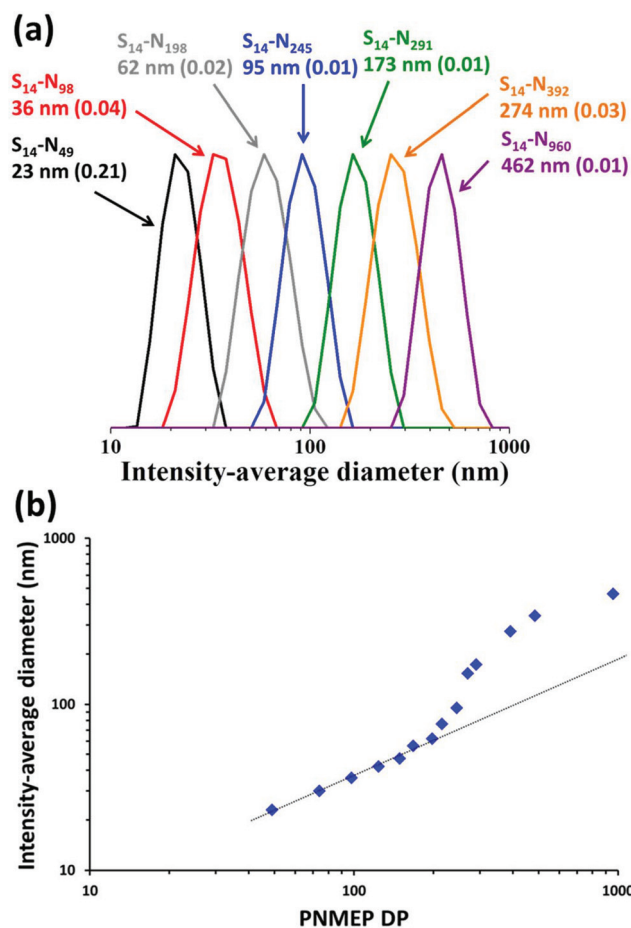 (a)
S₁₄-N₁₉₈
62 nm (0.02)
S₁₄-N₂₄₅
95 nm (0.01)
S₁₄-N₂₉₁
173 nm (0.01)
S₁₄-N₉₈
36 nm (0.04)
S₁₄-N₃₉₂
274 nm (0.03)
S₁₄-N₄₉
23 nm (0.21)
S₁₄-N₉₆₀
462 nm (0.01)
10 100 1000
Intensity-average diameter (nm)
(b)
Intensity-average diameter (nm)
1000
100
10
10 100 1000
PNMEP DP